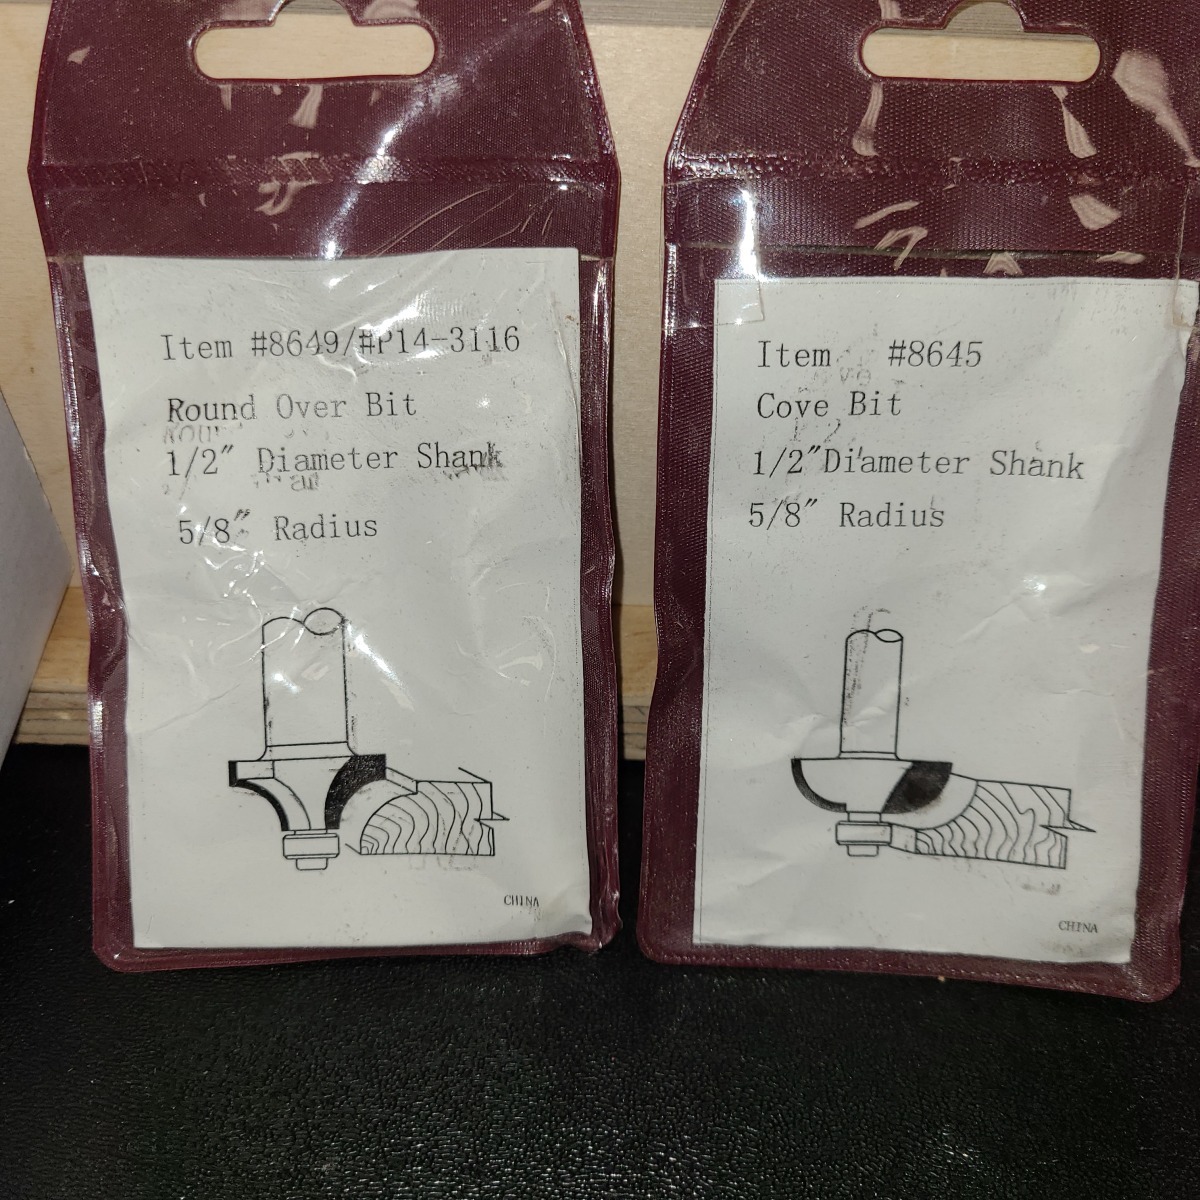 Item #8649/#P14-3116
Round Over Bit
1/2″ Diameter Shank
5/8″ Radius
CHINA
Item #8645
Cove Bit
1/2″Diameter Shank
5/8″ Radius
CHINA